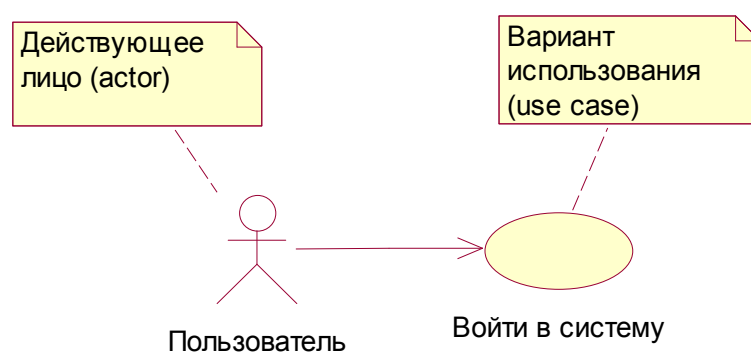 Действующее
лицо (actor)
Вариант
использования
(use case)
Пользователь
Войти в систему